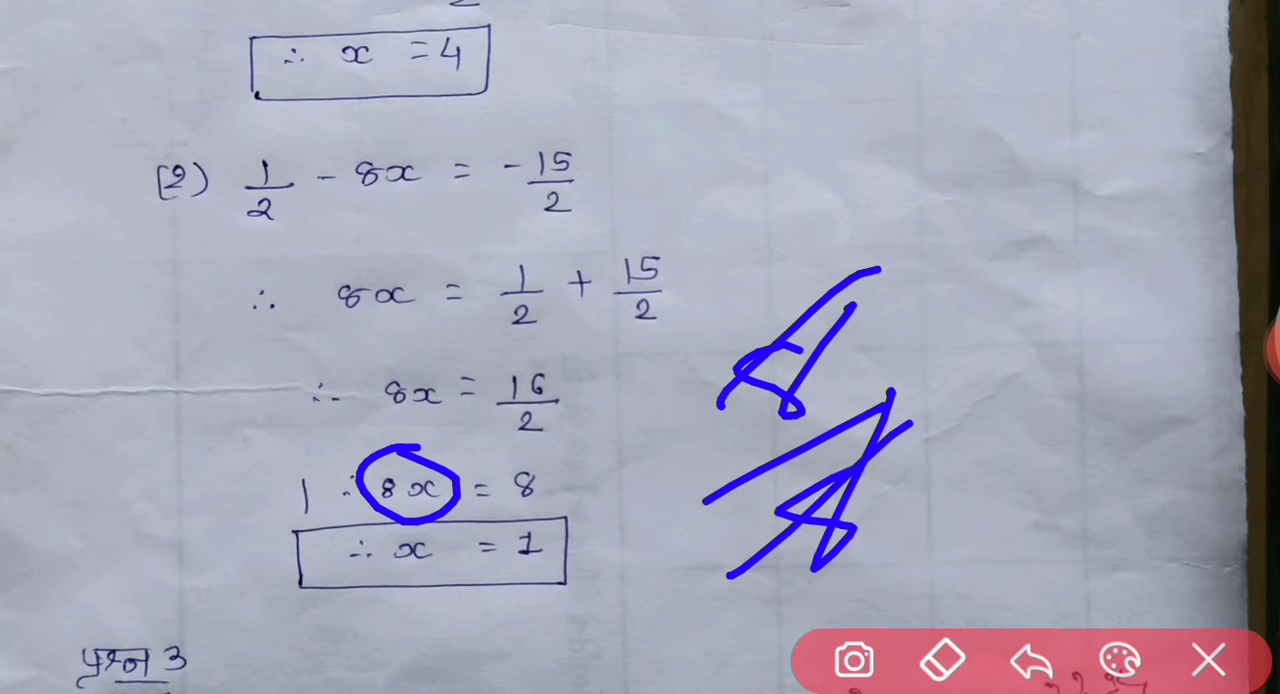 ∴ x = 4
(2) 1/2 - 8x = - 15/2
∴ 8x = 1/2 + 15/2
∴ 8x = 16/2
∴ 8x = 8
∴ x = 1
प्रश्न 3